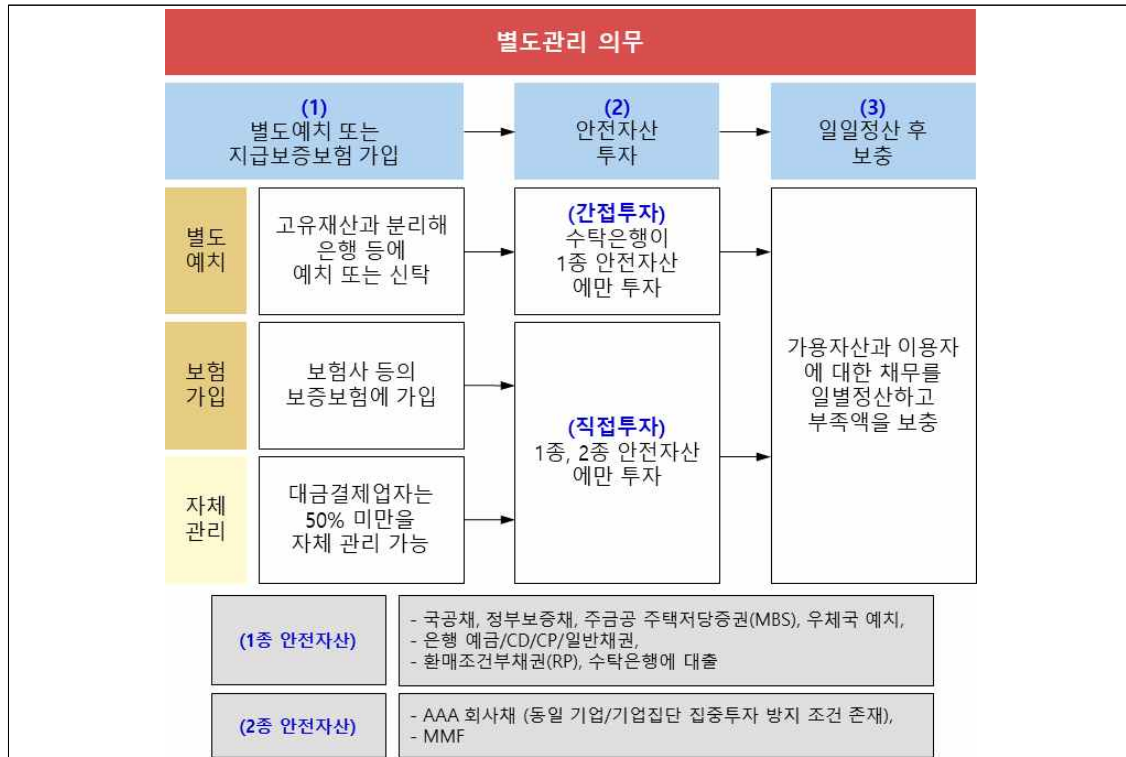 별도관리 의무
(1)
별도예치 또는
지급보증보험 가입
(2)
안전자산
투자
(3)
일일정산 후
보충
별도
예치
고유재산과 분리해
은행 등에
예치 또는 신탁
(간접투자)
수탁은행이
1종 안전자산
에만 투자
보험
가입
보험사 등의
보증보험에 가입
(직접투자)
1종, 2종 안전자산
에만 투자
가용자산과 이용자
에 대한 채무를
일별정산하고
부족액을 보충
자체
관리
대금결제업자는
50% 미만을
자체 관리 가능
(1종 안전자산)
- 국공채, 정부보증채, 주금공 주택저당증권(MBS), 우체국 예치,
- 은행 예금/CD/CP/일반채권,
- 환매조건부채권(RP), 수탁은행에 대출
(2종 안전자산)
- AAA 회사채 (동일 기업/기업집단 집중투자 방지 조건 존재),
- MMF